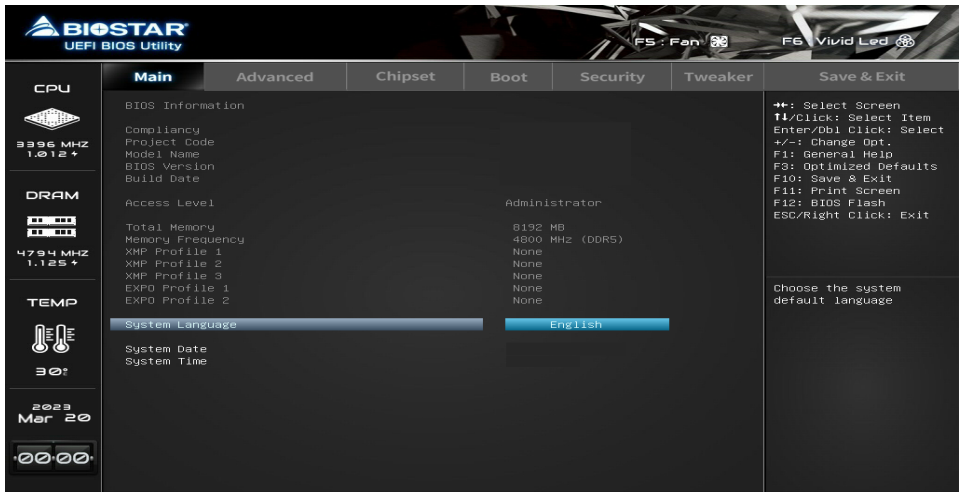 BIOSTAR®
UEFI BIOS Utility
F5 : Fan
F6 Vivid Led
Main Advanced Chipset Boot Security Tweaker Save & Exit
CPU
3396 MHZ
1.012
DRAM
4794 MHZ
1.125
TEMP
30
2023
Mar 20
00:00
BIOS Information
Compliancy
Project Code
Model Name
BIOS Version
Build Date
Access Level Administrator
Total Memory 8192 MB
Memory Frequency 4800 MHz (DDR5)
XMP Profile 1 None
XMP Profile 2 None
XMP Profile 3 None
EXPO Profile 1 None
EXPO Profile 2 None
System Language English
System Date
System Time
→←: Select Screen
↑↓/Click: Select Item
Enter/Dbl Click: Select
+/-: Change Opt.
F1: General Help
F3: Optimized Defaults
F10: Save & Exit
F11: Print Screen
F12: BIOS Flash
ESC/Right Click: Exit
Choose the system
default language